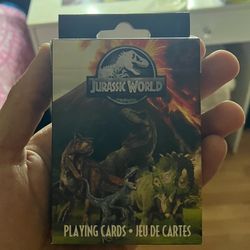 JURASSIC WORLD
PLAYING CARDS • JEU DE CARTES